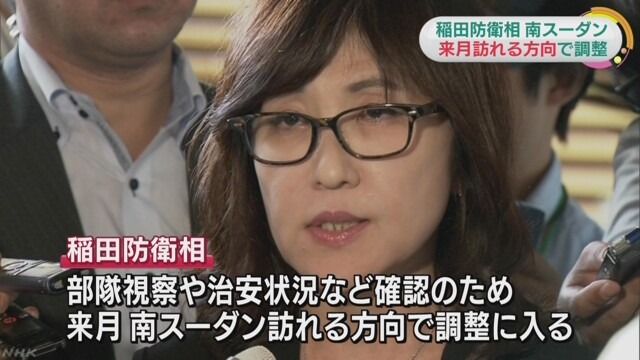 稲田防衛相 南スーダン
来月訪れる方向で調整
稲田防衛相
部隊視察や治安状況など確認のため
来月 南スーダン訪れる方向で調整に入る
NHK